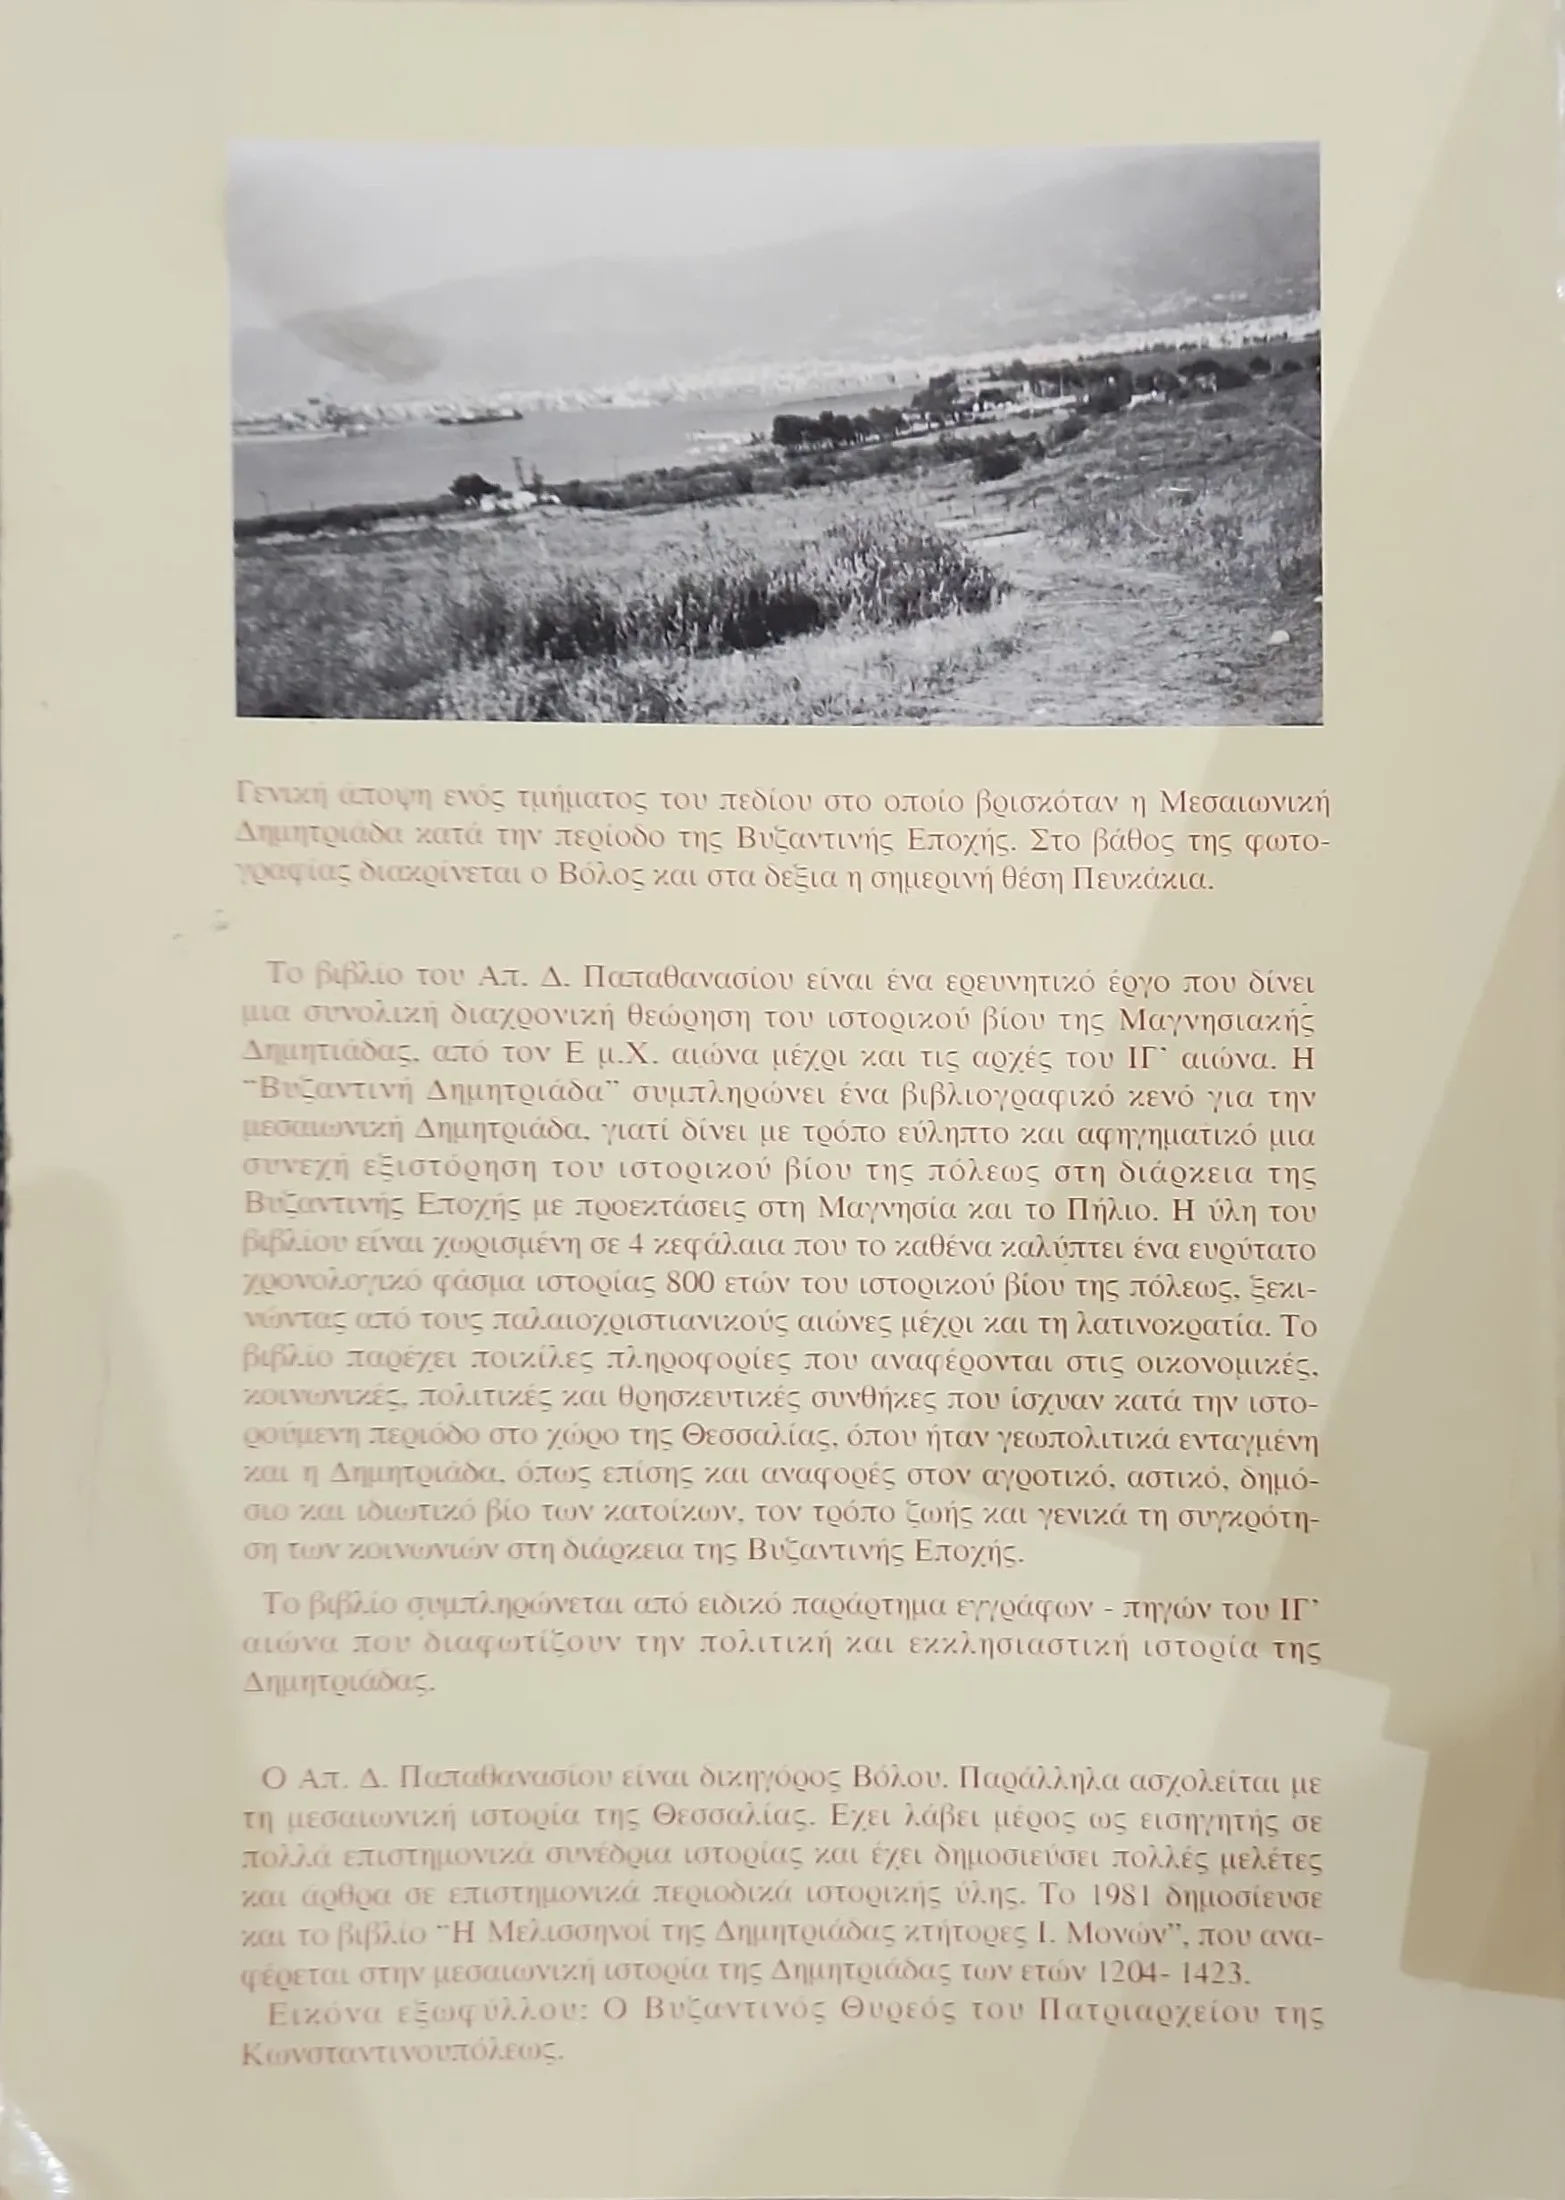 Γενική άποψη ενός τμήματος του πεδίου στο οποίο βρισκόταν η Μεσαιωνική
Δημητριάδα κατά την περίοδο της Βυζαντινής Εποχής. Στο βάθος της φωτο-
γραφίας διακρίνεται ο Βόλος και στα δεξια η σημερινή θέση Πευκάκια.
Το βιβλίο του Απ. Δ. Παπαθανασίου είναι ένα ερευνητικό έργο που δίνει
μια συνολική διαχρονική θεώρηση του ιστορικού βίου της Μαγνησιακής
Δημητιάδας, από τον Ε μ.Χ. αιώνα μέχρι και τις αρχές του ΙΓ' αιώνα. Η
"Βυζαντινή Δημητριάδα" συμπληρώνει ένα βιβλιογραφικό κενό για την
μεσαιωνική Δημητριάδα, γιατί δίνει με τρόπο εύληπτο και αφηγηματικό μια
συνεχή εξιστόρηση του ιστορικού βίου της πόλεως στη διάρκεια της
Βυζαντινής Εποχής με προεκτάσεις στη Μαγνησία και το Πήλιο. Η ύλη του
βιβλίου είναι χωρισμένη σε 4 κεφάλαια που το καθένα καλύπτει ένα ευρύτατο
χρονολογικό φάσμα ιστορίας 800 ετών του ιστορικού βίου της πόλεως, ξεκι-
νώντας από τους παλαιοχριστιανικούς αιώνες μέχρι και τη λατινοκρατία. Το
βιβλίο παρέχει ποικίλες πληροφορίες που αναφέρονται στις οικονομικές,
κοινωνικές, πολιτικές και θρησκευτικές συνθήκες που ίσχυαν κατά την ιστο-
ρούμενη περιόδο στο χώρο της Θεσσαλίας, όπου ήταν γεωπολιτικά ενταγμένη
και η Δημητριάδα, όπως επίσης και αναφορές στον αγροτικό, αστικό, δημό-
σιο και ιδιωτικό βίο των κατοίκων, τον τρόπο ζωής και γενικά τη συγκρότη-
ση των κοινωνιών στη διάρκεια της Βυζαντινής Εποχής.
Το βιβλίο συμπληρώνεται από ειδικό παράρτημα εγγράφων - πηγών του ΙΓ'
αιώνα που διαφωτίζουν την πολιτική και εκκλησιαστική ιστορία της
Δημητριάδας.
Ο Απ. Δ. Παπαθανασίου είναι δικηγόρος Βόλου. Παράλληλα ασχολείται με
τη μεσαιωνική ιστορία της Θεσσαλίας. Εχει λάβει μέρος ως εισηγητής σε
πολλά επιστημονικά συνέδρια ιστορίας και έχει δημοσιεύσει πολλές μελέτες
και άρθρα σε επιστημονικά περιοδικά ιστορικής ύλης. Το 1981 δημοσίευσε
και το βιβλίο "Η Μελισσηνοί της Δημητριάδας κτήτορες Ι. Μονών", που ανα-
φέρεται στην μεσαιωνική ιστορία της Δημητριάδας των ετών 1204- 1423.
Εικόνα εξωφύλλου: Ο Βυζαντινός Θυρεός του Πατριαρχείου της
Κωνσταντινουπόλεως.